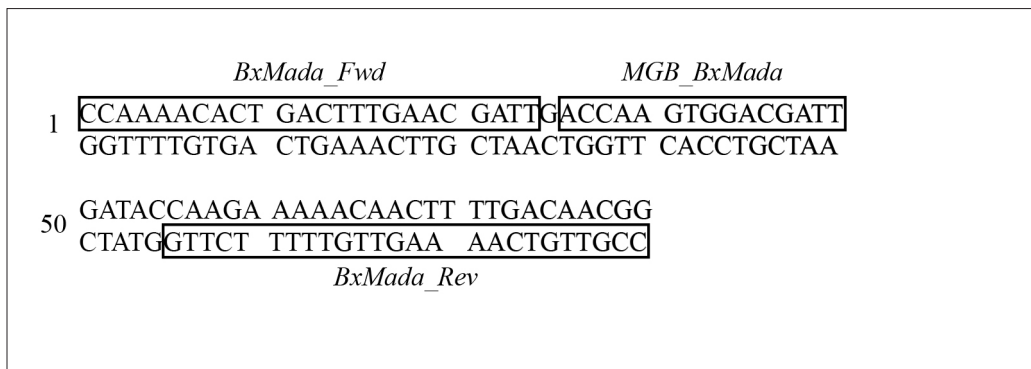 BxMada_Fwd MGB_BxMada
1 CCAAAACACT GACTTTGAAC GATTGACCAA GTGGACGATT
GGTTTTGTGA CTGAAACTTG CTAACTGGTT CACCTGCTAA
50 GATACCAAGA AAAACAACTT TTGACAACGG
CTATGGTTCT TTTTGTTGAA AACTGTTGCC
BxMada_Rev